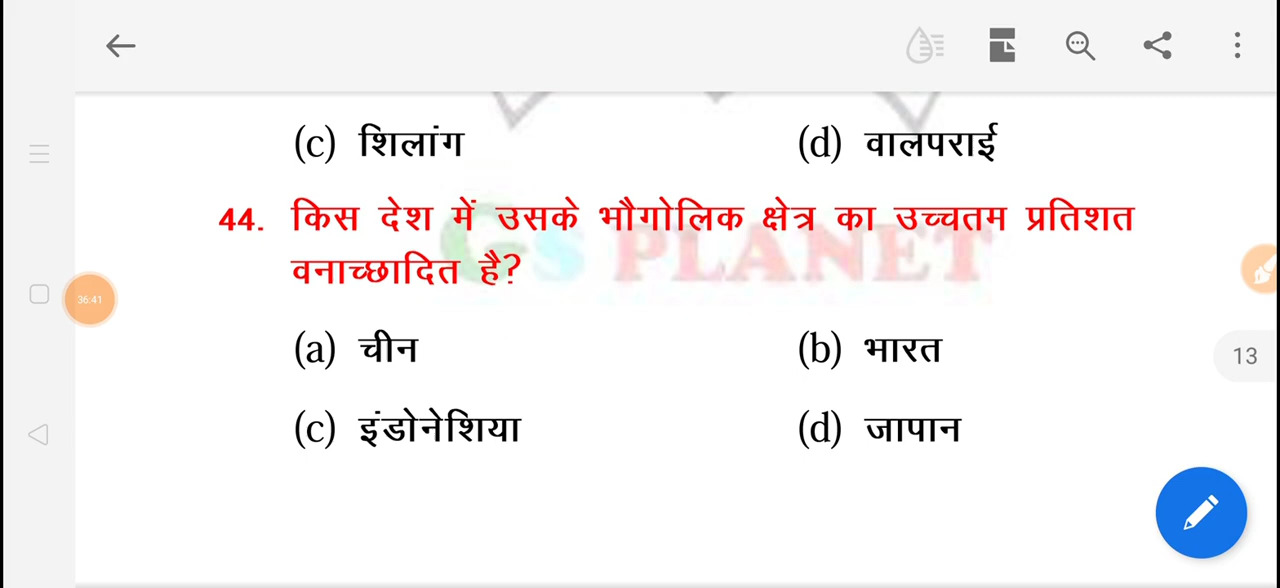 (c) शिलांग (d) वालपराई
44. किस देश में उसके भौगोलिक क्षेत्र का उच्चतम प्रतिशत
वनाच्छादित है?
GS PLANET
36:41
(a) चीन (b) भारत
13
(c) इंडोनेशिया (d) जापान